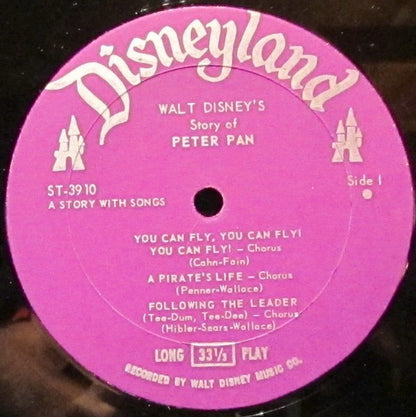 Disneyland
WALT DISNEY'S
Story of
PETER PAN
ST-3910
A STORY WITH SONGS
Side 1
YOU CAN FLY, YOU CAN FLY!
YOU CAN FLY! — Chorus
(Cahn-Fain)
A PIRATE'S LIFE — Chorus
(Penner-Wallace)
FOLLOWING THE LEADER
(Tee-Dum, Tee-Dee) — Chorus
(Hibler-Sears-Wallace)
LONG 33⅓ PLAY
RECORDED BY WALT DISNEY MUSIC CO.